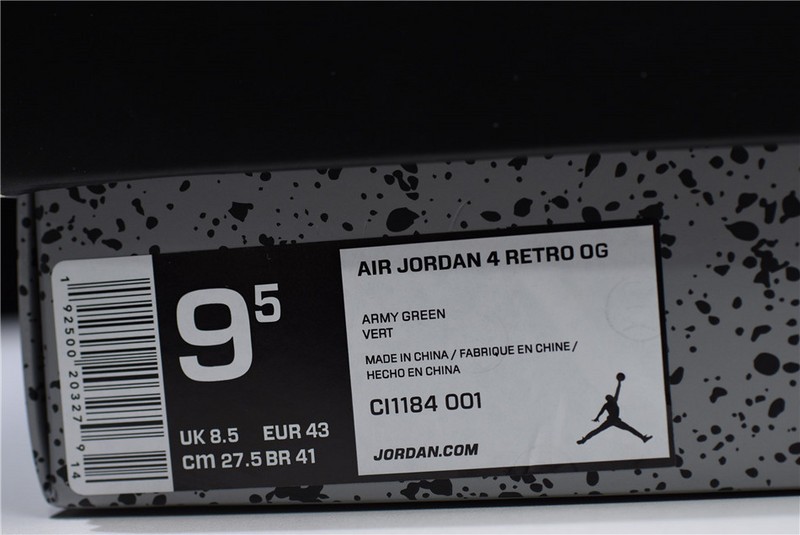 1 92500 20327 9 14
9⁵
UK 8.5 EUR 43
cm 27.5 BR 41
AIR JORDAN 4 RETRO OG
ARMY GREEN
VERT
MADE IN CHINA / FABRIQUE EN CHINE /
HECHO EN CHINA
CI1184 001
JORDAN.COM